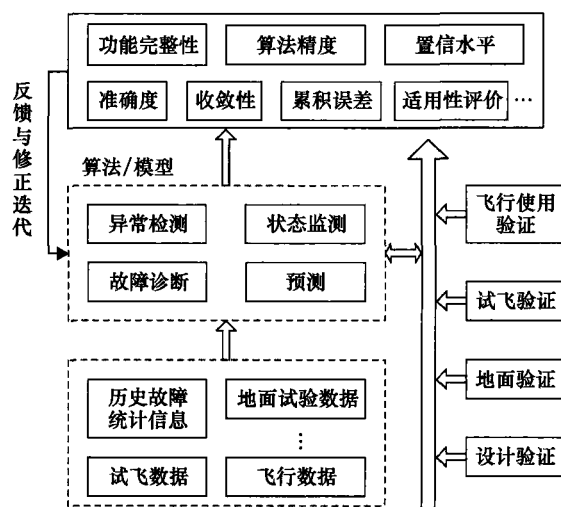 功能完整性
算法精度
置信水平
准确度
收敛性
累积误差
适用性评价
…
反馈与修正迭代
算法/模型
异常检测
状态监测
故障诊断
预测
历史故障
统计信息
地面试验数据
⋮
试飞数据
飞行数据
飞行使用
验证
试飞验证
地面验证
设计验证